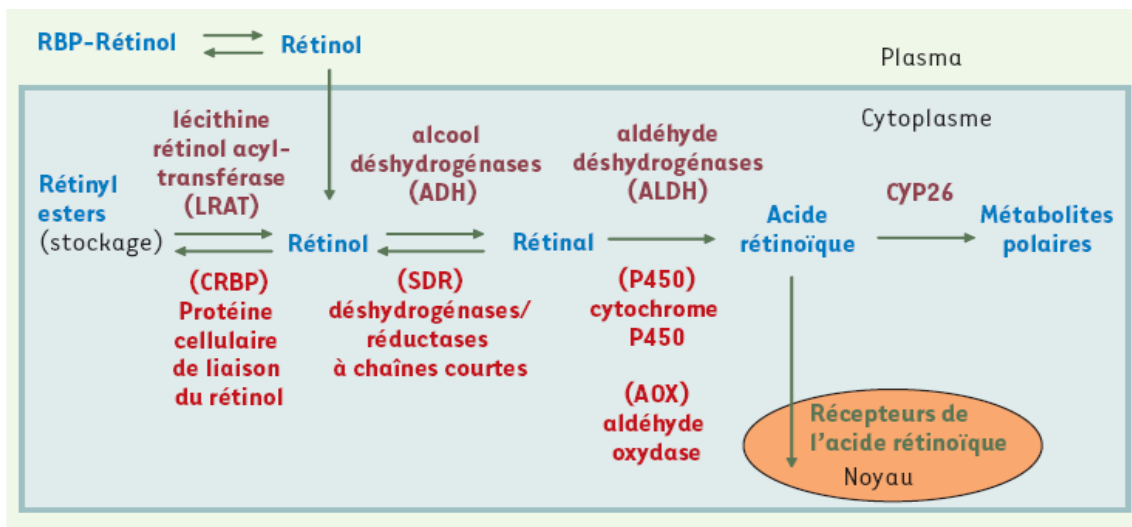 RBP-Rétinol
Rétinol
Plasma
Cytoplasme
lécithine
rétinol acyl-
transférase
(LRAT)
alcool
déshydrogénases
(ADH)
aldéhyde
déshydrogénases
(ALDH)
CYP26
Rétinyl
esters
(stockage)
Rétinol
Rétinal
Acide
rétinoïque
Métabolites
polaires
(CRBP)
Protéine
cellulaire
de liaison
du rétinol
(SDR)
déshydrogénases/
réductases
à chaînes courtes
(P450)
cytochrome
P450
(AOX)
aldéhyde
oxydase
Récepteurs de
l'acide rétinoïque
Noyau